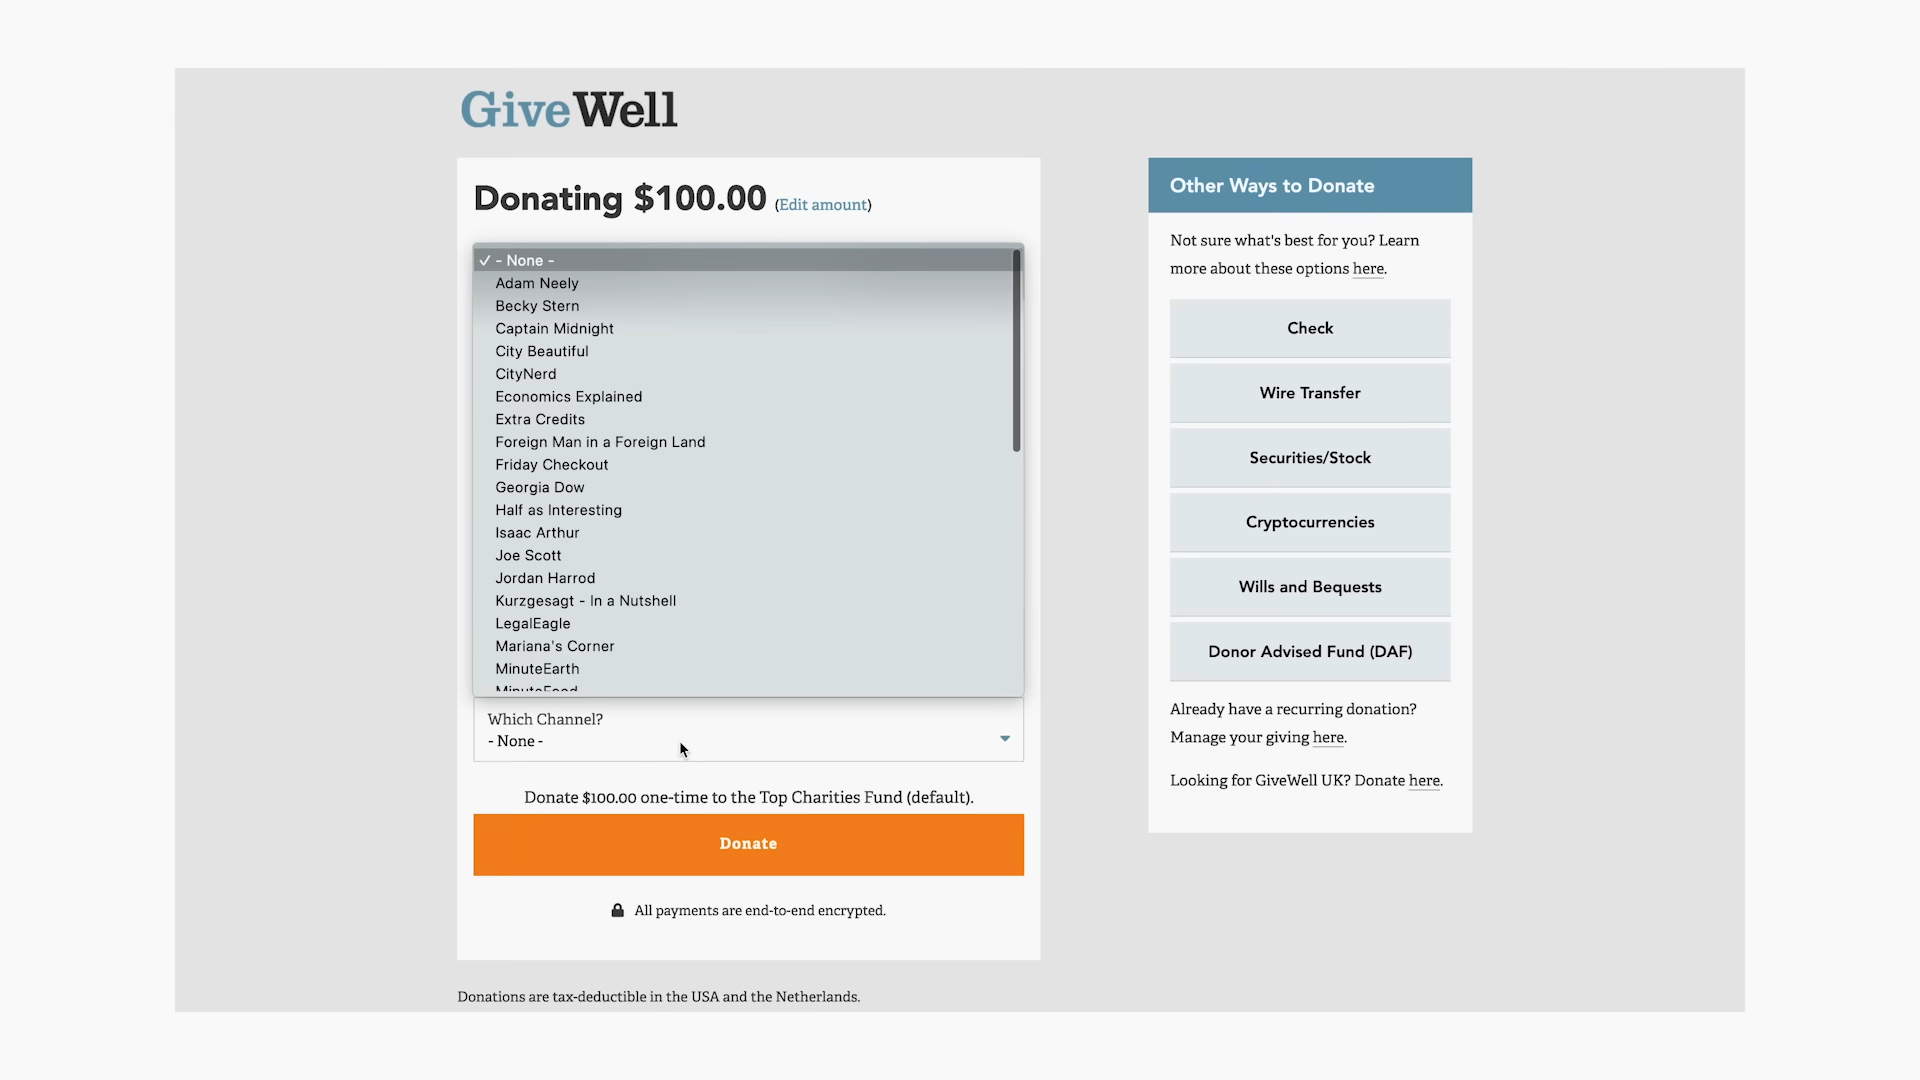 GiveWell
Donating $100.00 (Edit amount)
✓ - None -
Adam Neely
Becky Stern
Captain Midnight
City Beautiful
CityNerd
Economics Explained
Extra Credits
Foreign Man in a Foreign Land
Friday Checkout
Georgia Dow
Half as Interesting
Isaac Arthur
Joe Scott
Jordan Harrod
Kurzgesagt - In a Nutshell
LegalEagle
Mariana's Corner
MinuteEarth
MinuteFood
Which Channel?
- None -
Donate $100.00 one-time to the Top Charities Fund (default).
Donate
All payments are end-to-end encrypted.
Donations are tax-deductible in the USA and the Netherlands.
Other Ways to Donate
Not sure what's best for you? Learn
more about these options here.
Check
Wire Transfer
Securities/Stock
Cryptocurrencies
Wills and Bequests
Donor Advised Fund (DAF)
Already have a recurring donation?
Manage your giving here.
Looking for GiveWell UK? Donate here.